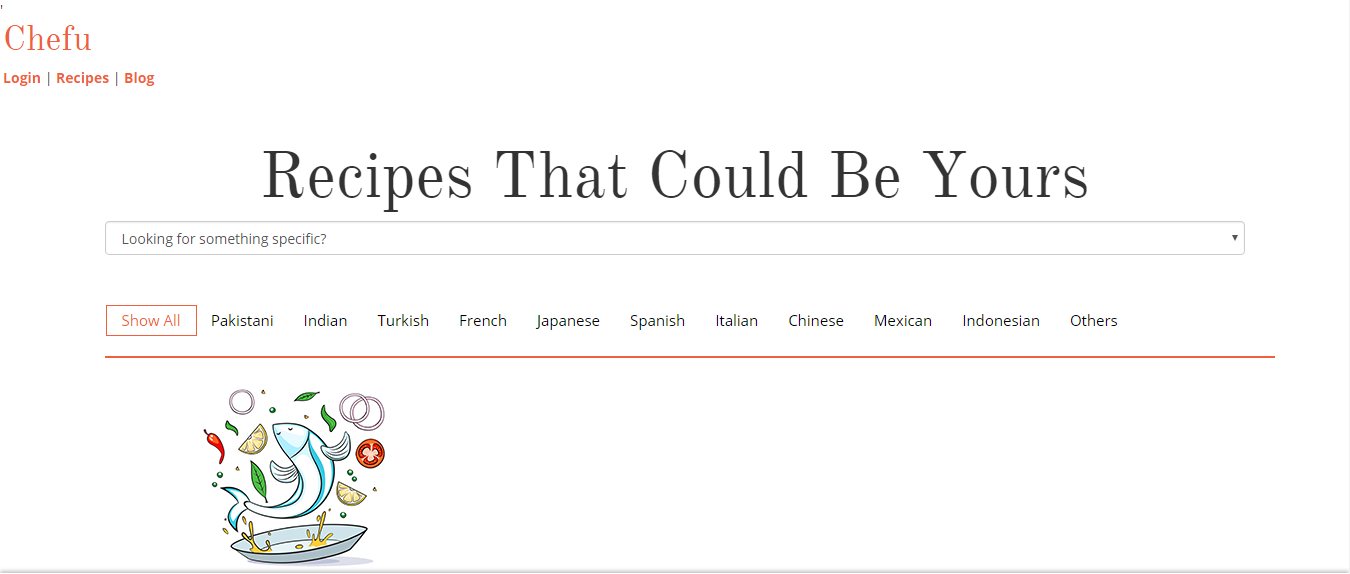 Chefu
Login | Recipes | Blog
Recipes That Could Be Yours
Looking for something specific?
Show All Pakistani Indian Turkish French Japanese Spanish Italian Chinese Mexican Indonesian Others